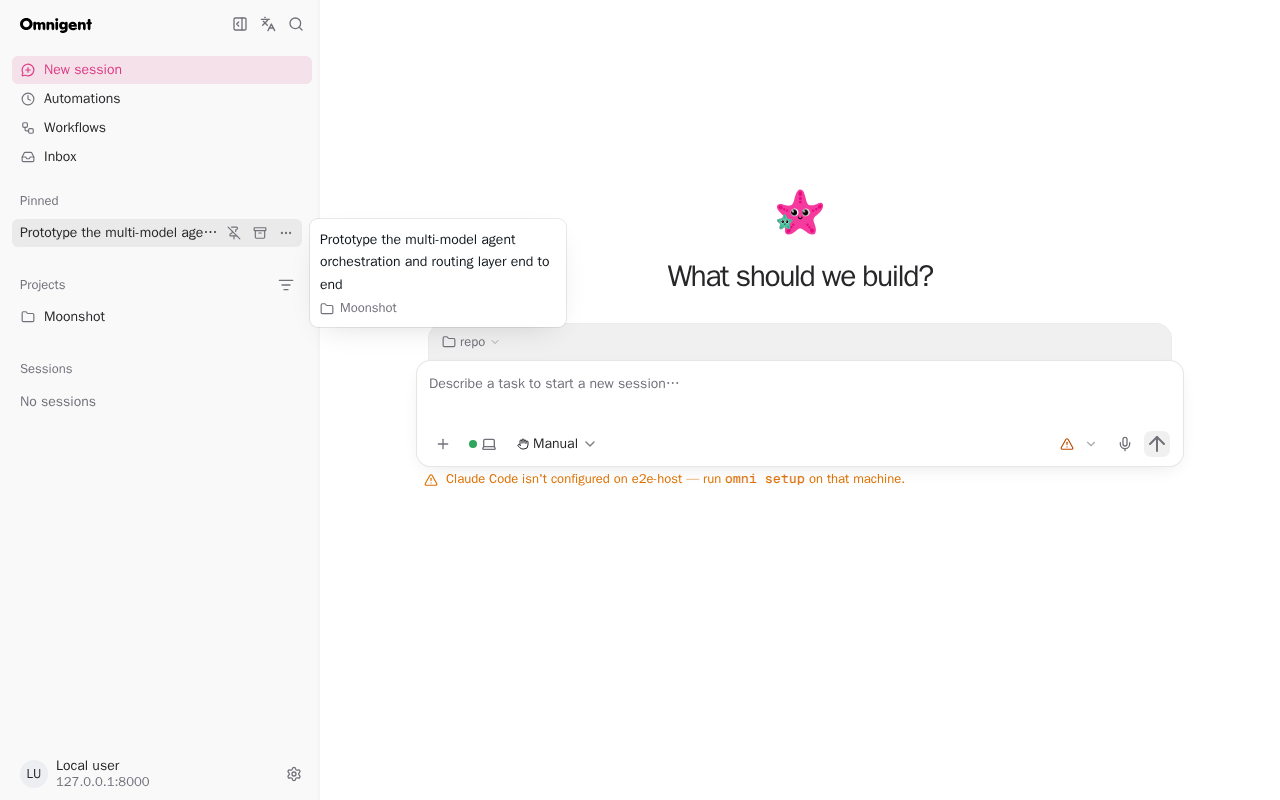 Omnigent
New session
Automations
Workflows
Inbox
Pinned
Prototype the multi-model age···
Prototype the multi-model agent
orchestration and routing layer end to
end
Moonshot
Projects
Moonshot
Sessions
No sessions
What should we build?
repo
Describe a task to start a new session···
Manual
Claude Code isn't configured on e2e-host — run omni setup on that machine.
LU
Local user
127.0.0.1:8000